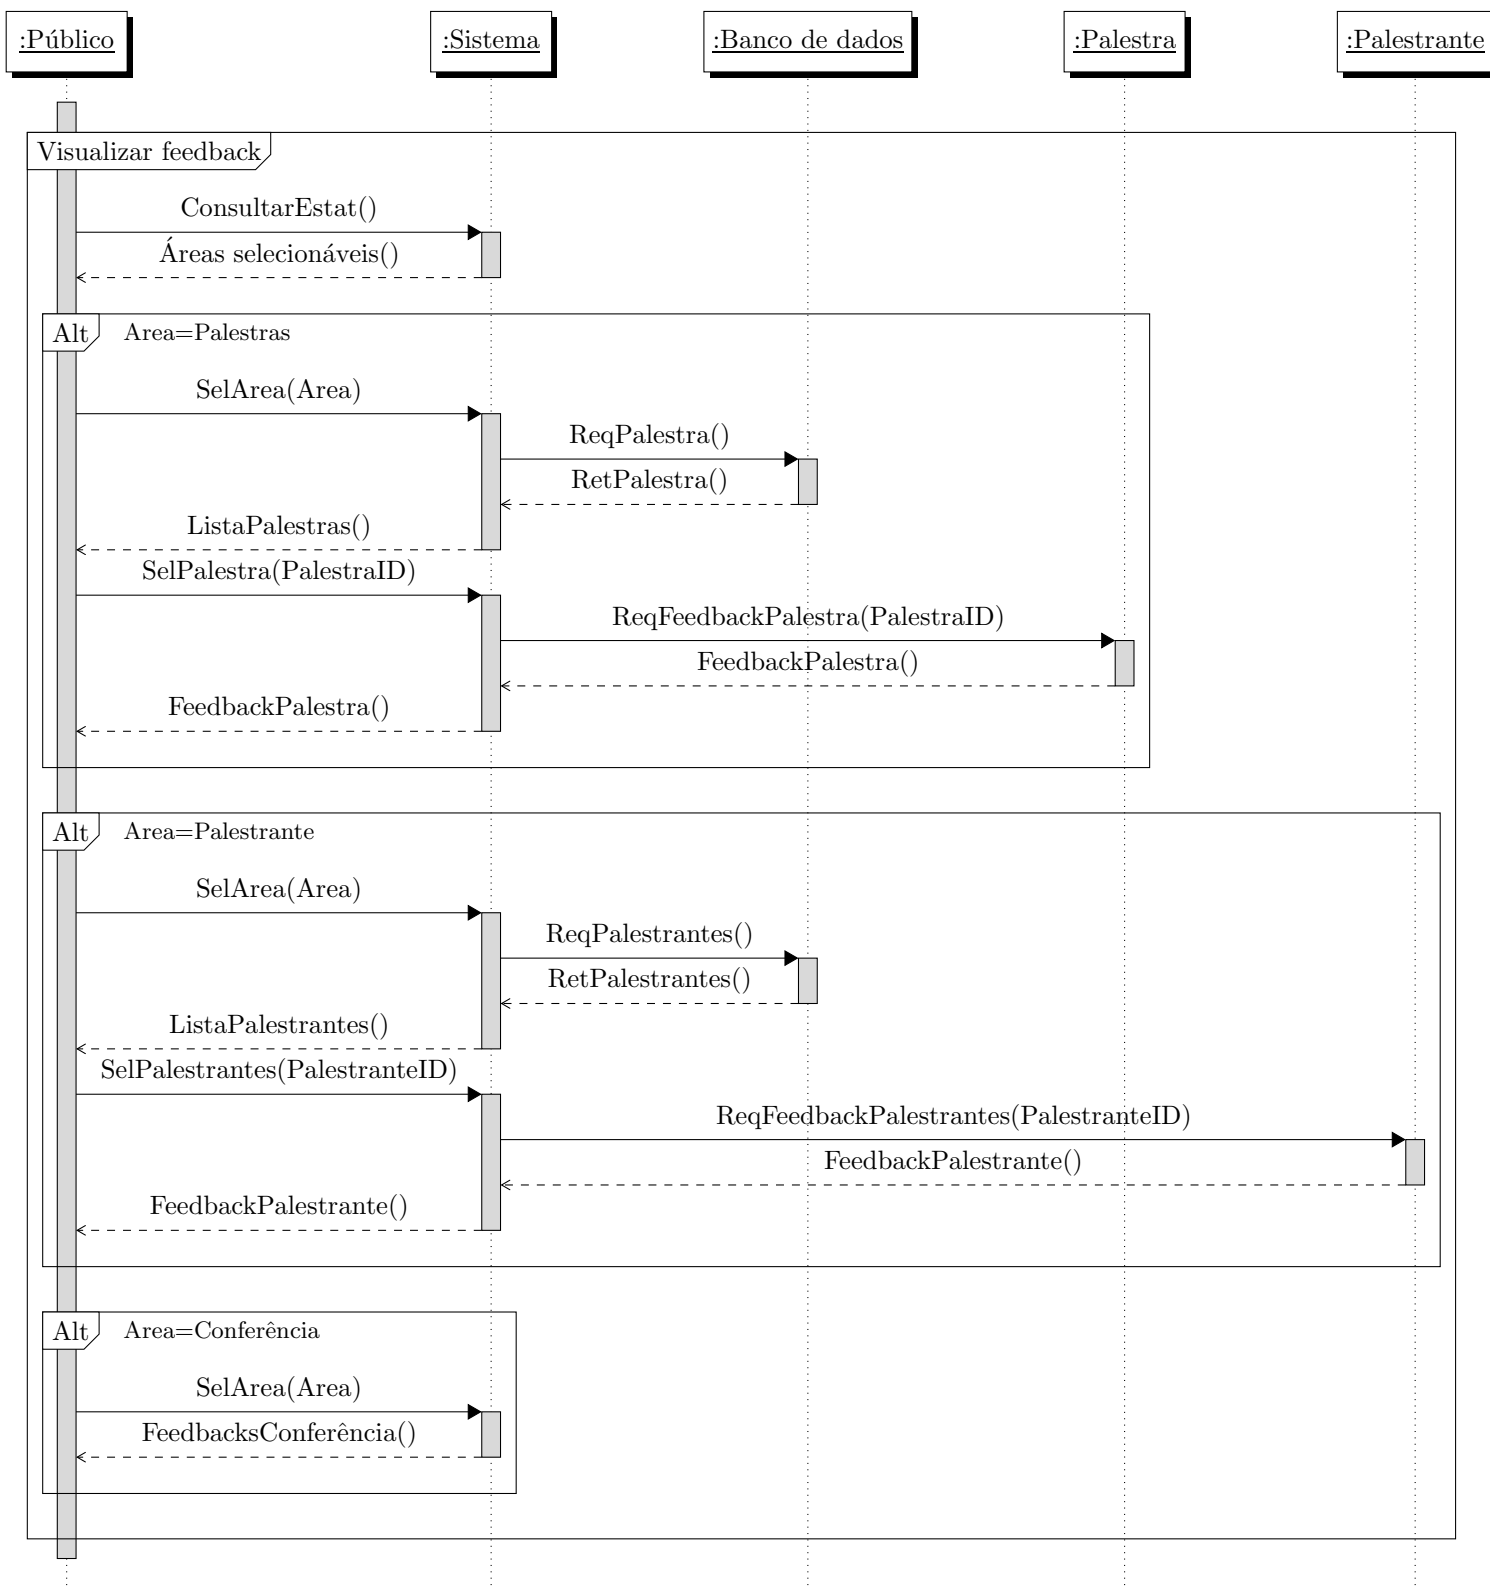 :Público
:Sistema
:Banco de dados
:Palestra
:Palestrante
Visualizar feedback
ConsultarEstat()
Áreas selecionáveis()
Alt
Area=Palestras
SelArea(Area)
ReqPalestra()
RetPalestra()
ListaPalestras()
SelPalestra(PalestraID)
ReqFeedbackPalestra(PalestraID)
FeedbackPalestra()
FeedbackPalestra()
Alt
Area=Palestrante
SelArea(Area)
ReqPalestrantes()
RetPalestrantes()
ListaPalestrantes()
SelPalestrantes(PalestranteID)
ReqFeedbackPalestrantes(PalestranteID)
FeedbackPalestrante()
FeedbackPalestrante()
Alt
Area=Conferência
SelArea(Area)
FeedbacksConferência()